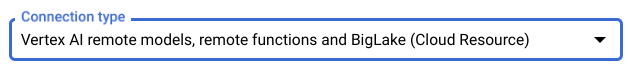 Connection type
Vertex AI remote models, remote functions and BigLake (Cloud Resource)